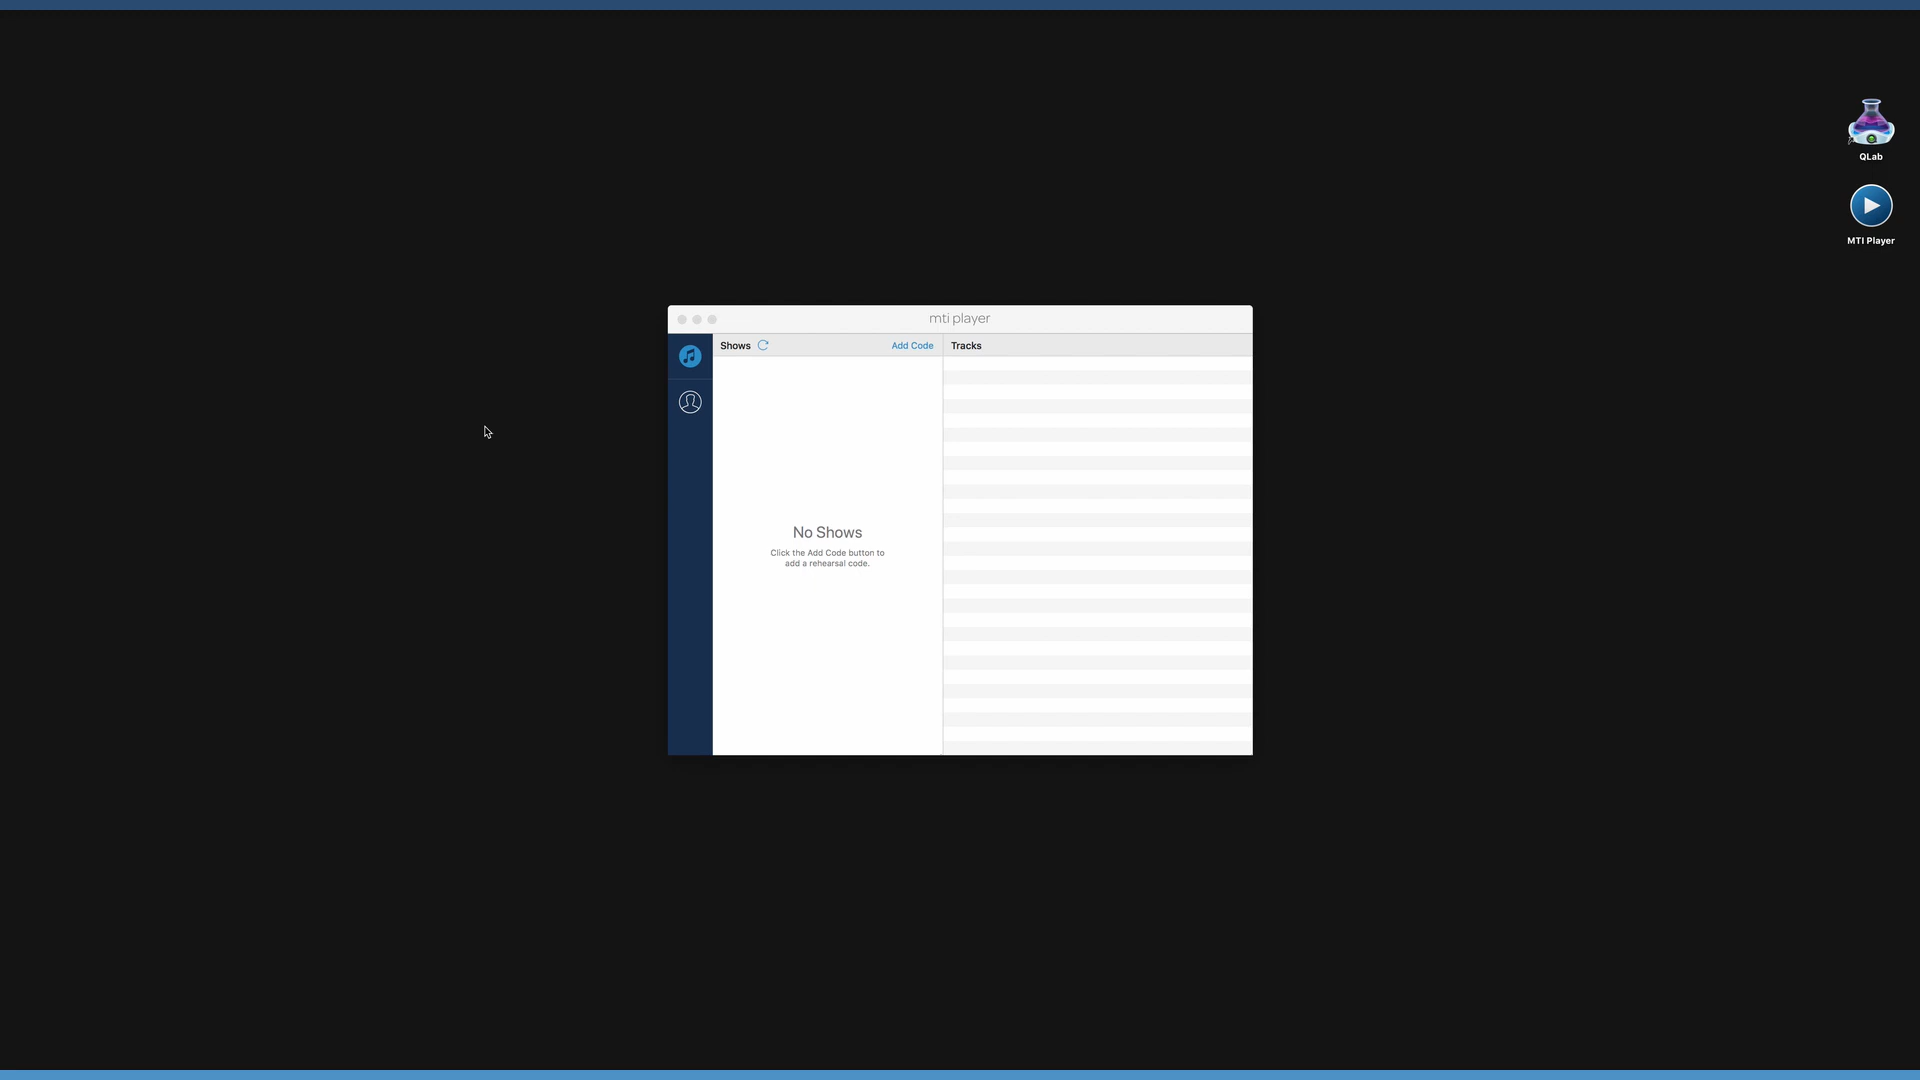 QLab
MTI Player
mti player
Shows
Add Code
Tracks
No Shows
Click the Add Code button to
add a rehearsal code.